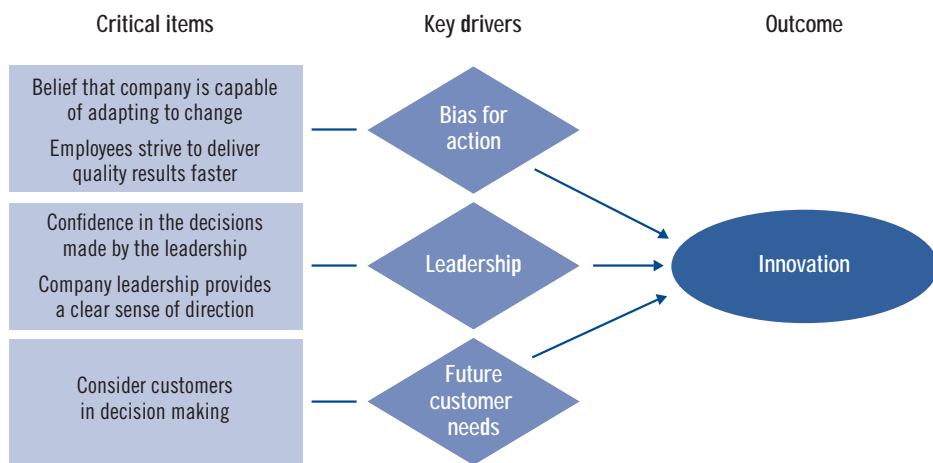 Critical items
Key drivers
Outcome
Belief that company is capable
of adapting to change
Employees strive to deliver
quality results faster
Bias for
action
Confidence in the decisions
made by the leadership
Company leadership provides
a clear sense of direction
Leadership
Innovation
Consider customers
in decision making
Future
customer
needs